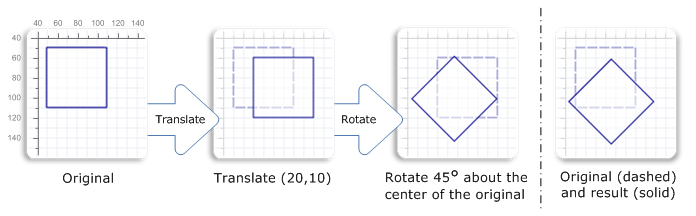 40 60 80 100 120 140
40
60
80
100
120
140
Translate
Rotate
Original
Translate (20,10)
Rotate 45° about the
center of the original
Original (dashed)
and result (solid)